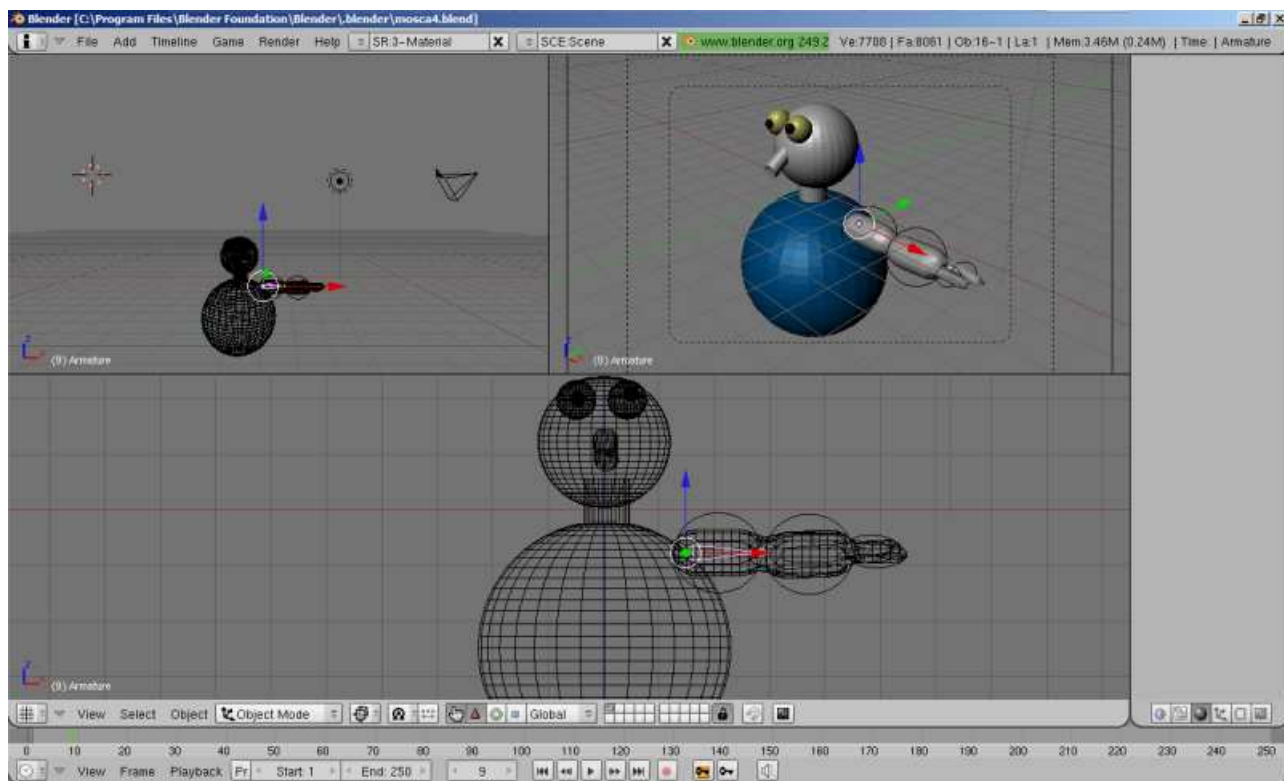 Blender [C:\Program Files\Blender Foundation\Blender\.blender\mosca4.blend]
File Add Timeline Game Render Help SR:3-Material X SCE:Scene X www.blender.org 249.2 Ve:7788 | Fa:8061 | Ob:16-1 | La:1 | Mem:3.46M (0.24M) | Time: | Armature
z
(9) Armature
z
(9) Armature
z
(9) Armature
View Select Object Object Mode Global
0 10 20 30 40 50 60 70 80 90 100 110 120 130 140 150 160 170 180 190 200 210 220 230 240 250
View Frame Playback Pr Start: 1 End: 250 9